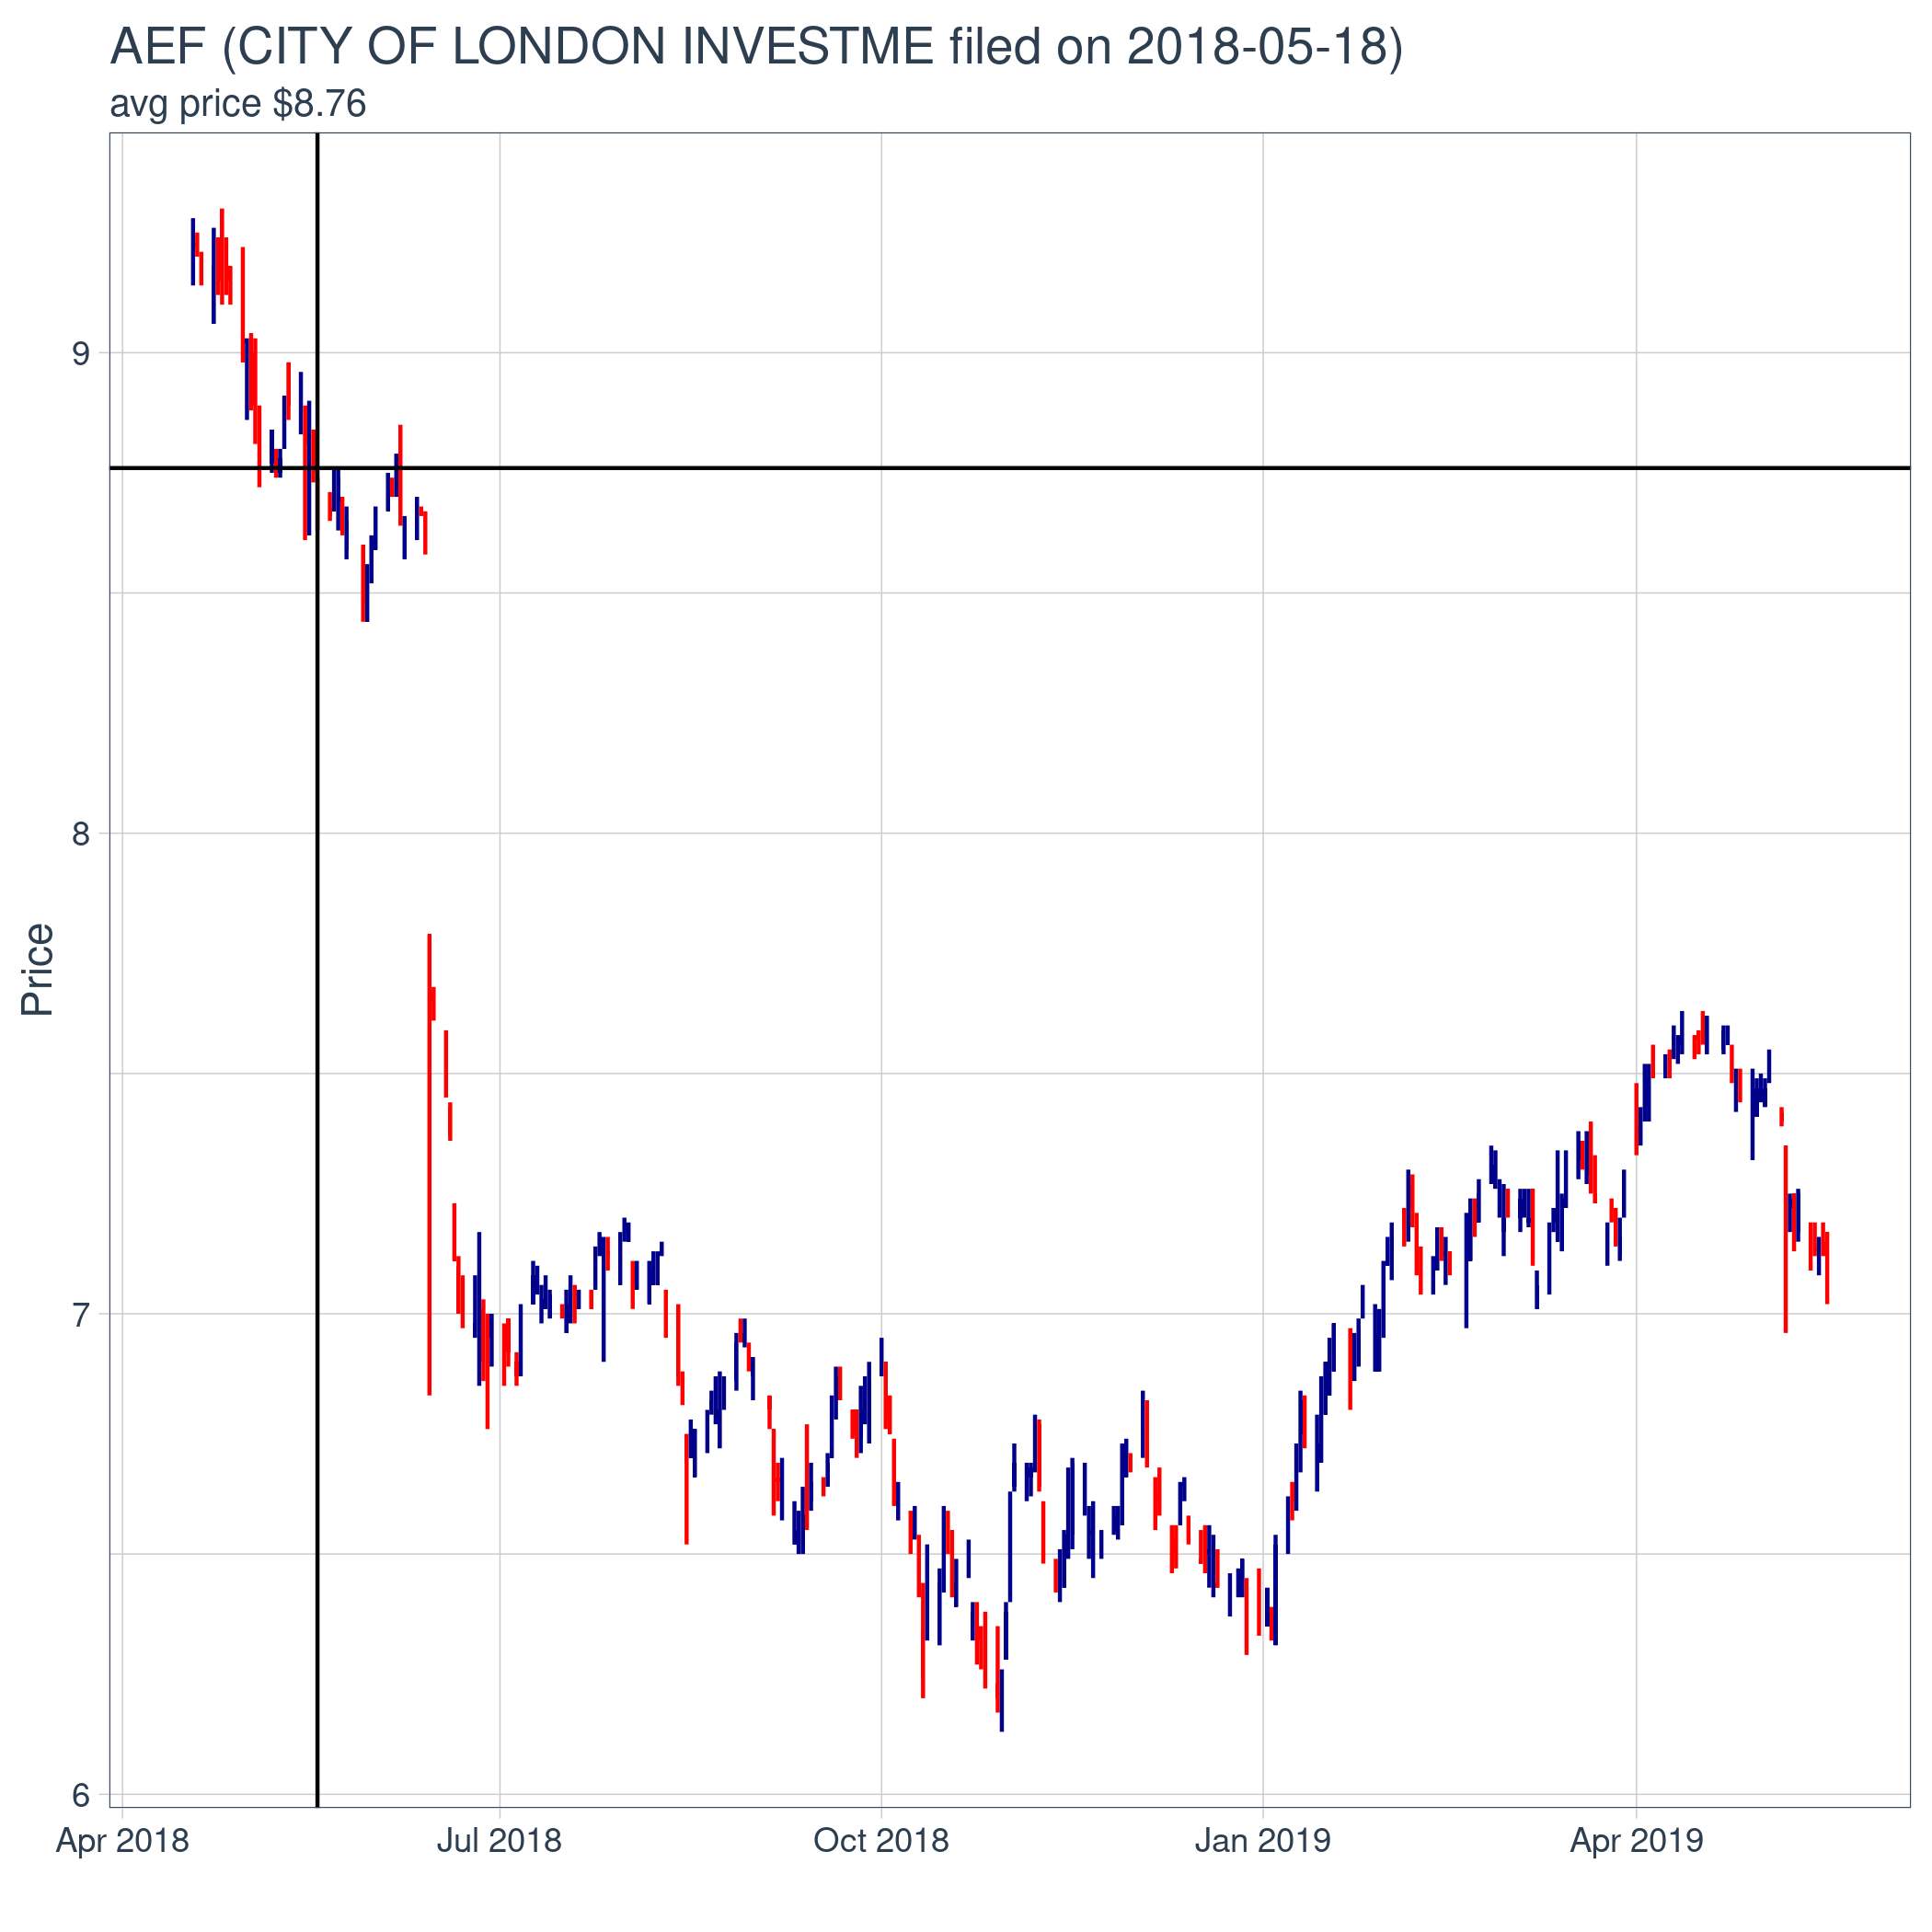 AEF (CITY OF LONDON INVESTME filed on 2018-05-18)
avg price $8.76
9
8
7
6
Price
Apr 2018
Jul 2018
Oct 2018
Jan 2019
Apr 2019